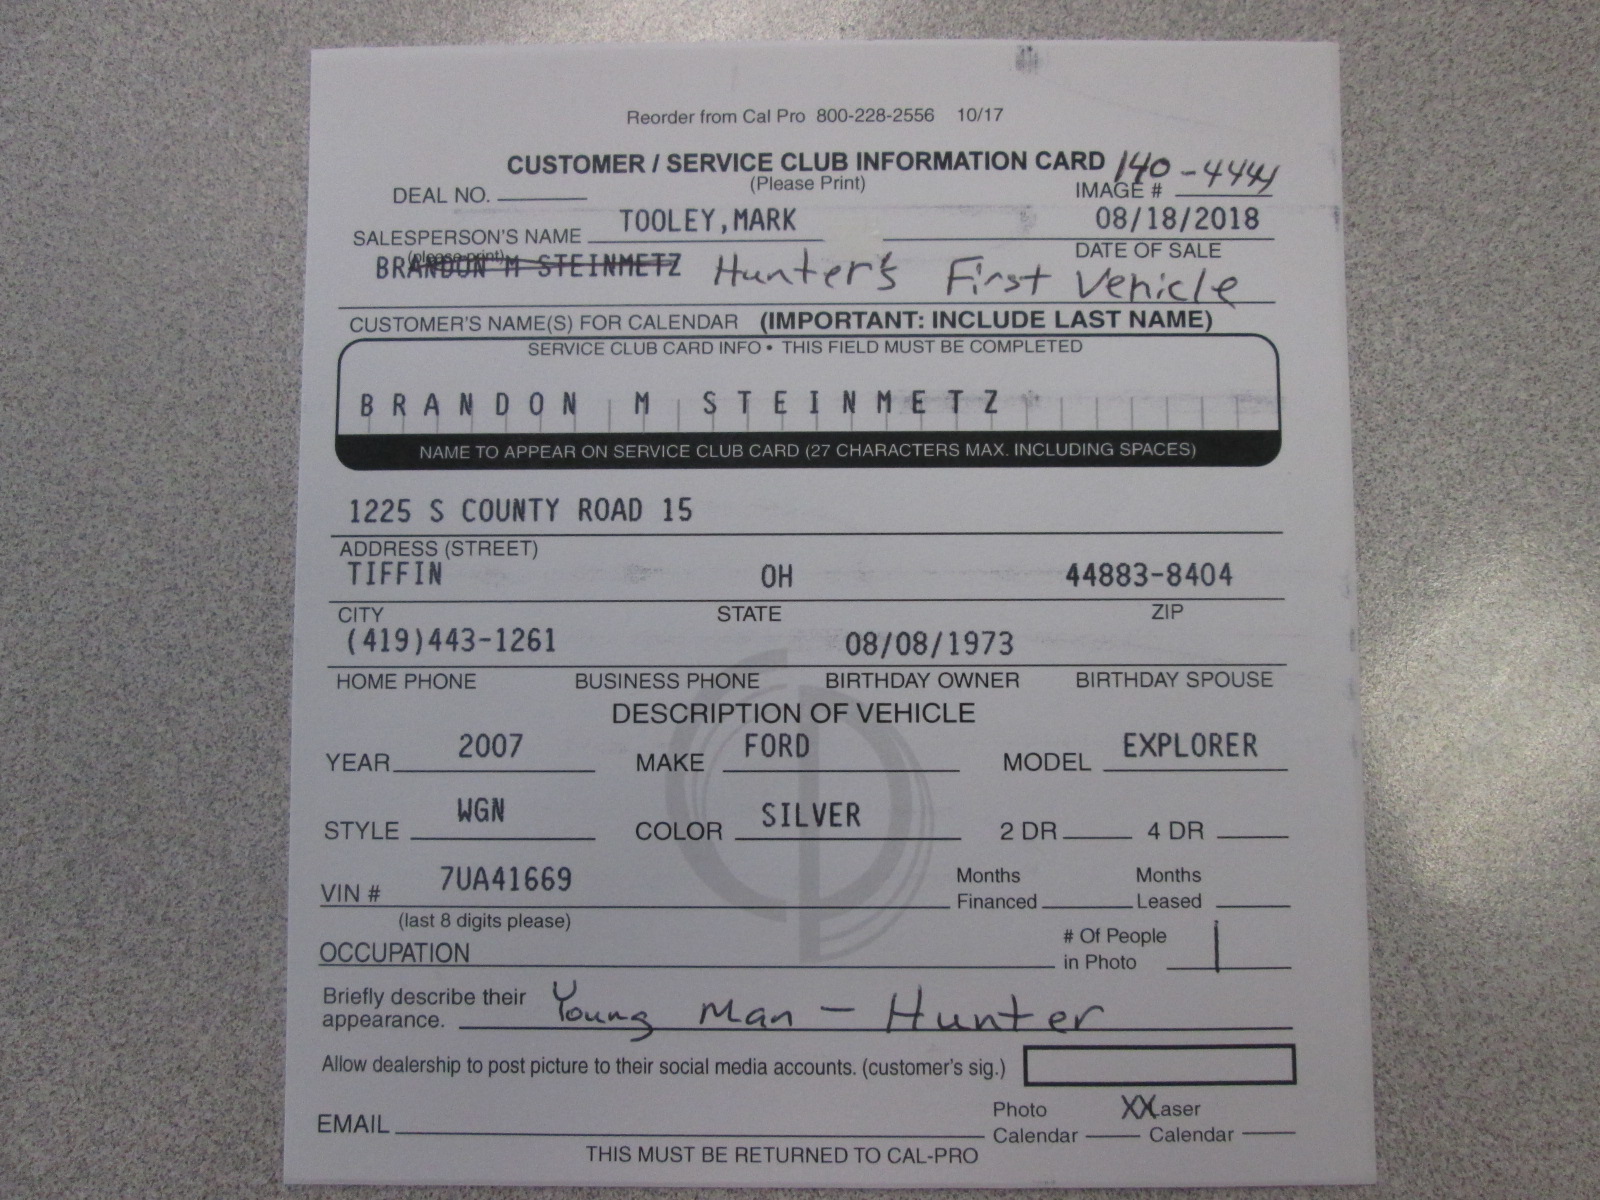 Reorder from Cal Pro 800-228-2556 10/17
CUSTOMER / SERVICE CLUB INFORMATION CARD 140-4444
(Please Print)
DEAL NO. IMAGE #
TOOLEY,MARK 08/18/2018
SALESPERSON'S NAME DATE OF SALE
(please print)
BRANDON M STEINMETZ Hunter's First Vehicle
CUSTOMER'S NAME(S) FOR CALENDAR (IMPORTANT: INCLUDE LAST NAME)
SERVICE CLUB CARD INFO • THIS FIELD MUST BE COMPLETED
BRANDON M STEINMETZ
NAME TO APPEAR ON SERVICE CLUB CARD (27 CHARACTERS MAX. INCLUDING SPACES)
1225 S COUNTY ROAD 15
ADDRESS (STREET)
TIFFIN OH 44883-8404
CITY STATE ZIP
(419)443-1261 08/08/1973
HOME PHONE BUSINESS PHONE BIRTHDAY OWNER BIRTHDAY SPOUSE
DESCRIPTION OF VEHICLE
YEAR 2007 MAKE FORD MODEL EXPLORER
STYLE WGN COLOR SILVER 2 DR 4 DR
VIN # 7UA41669 Months Financed Months Leased
(last 8 digits please)
OCCUPATION # Of People in Photo 1
Briefly describe their appearance. Young Man - Hunter
Allow dealership to post picture to their social media accounts. (customer's sig.)
EMAIL Photo Calendar XX Laser Calendar
THIS MUST BE RETURNED TO CAL-PRO